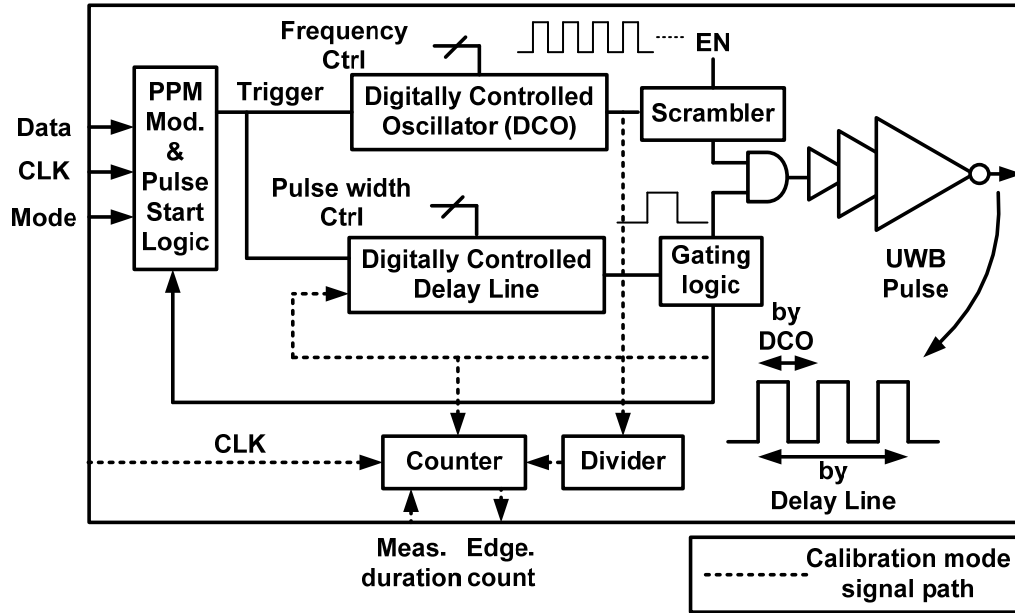 Frequency
Ctrl
EN
PPM
Mod.
&
Pulse
Start
Logic
Trigger
Digitally Controlled
Oscillator (DCO)
Scrambler
Data
CLK
Mode
Pulse width
Ctrl
Digitally Controlled
Delay Line
Gating
logic
UWB
Pulse
by
DCO
by
Delay Line
CLK
Counter
Divider
Meas.
duration
Edge.
count
Calibration mode
signal path